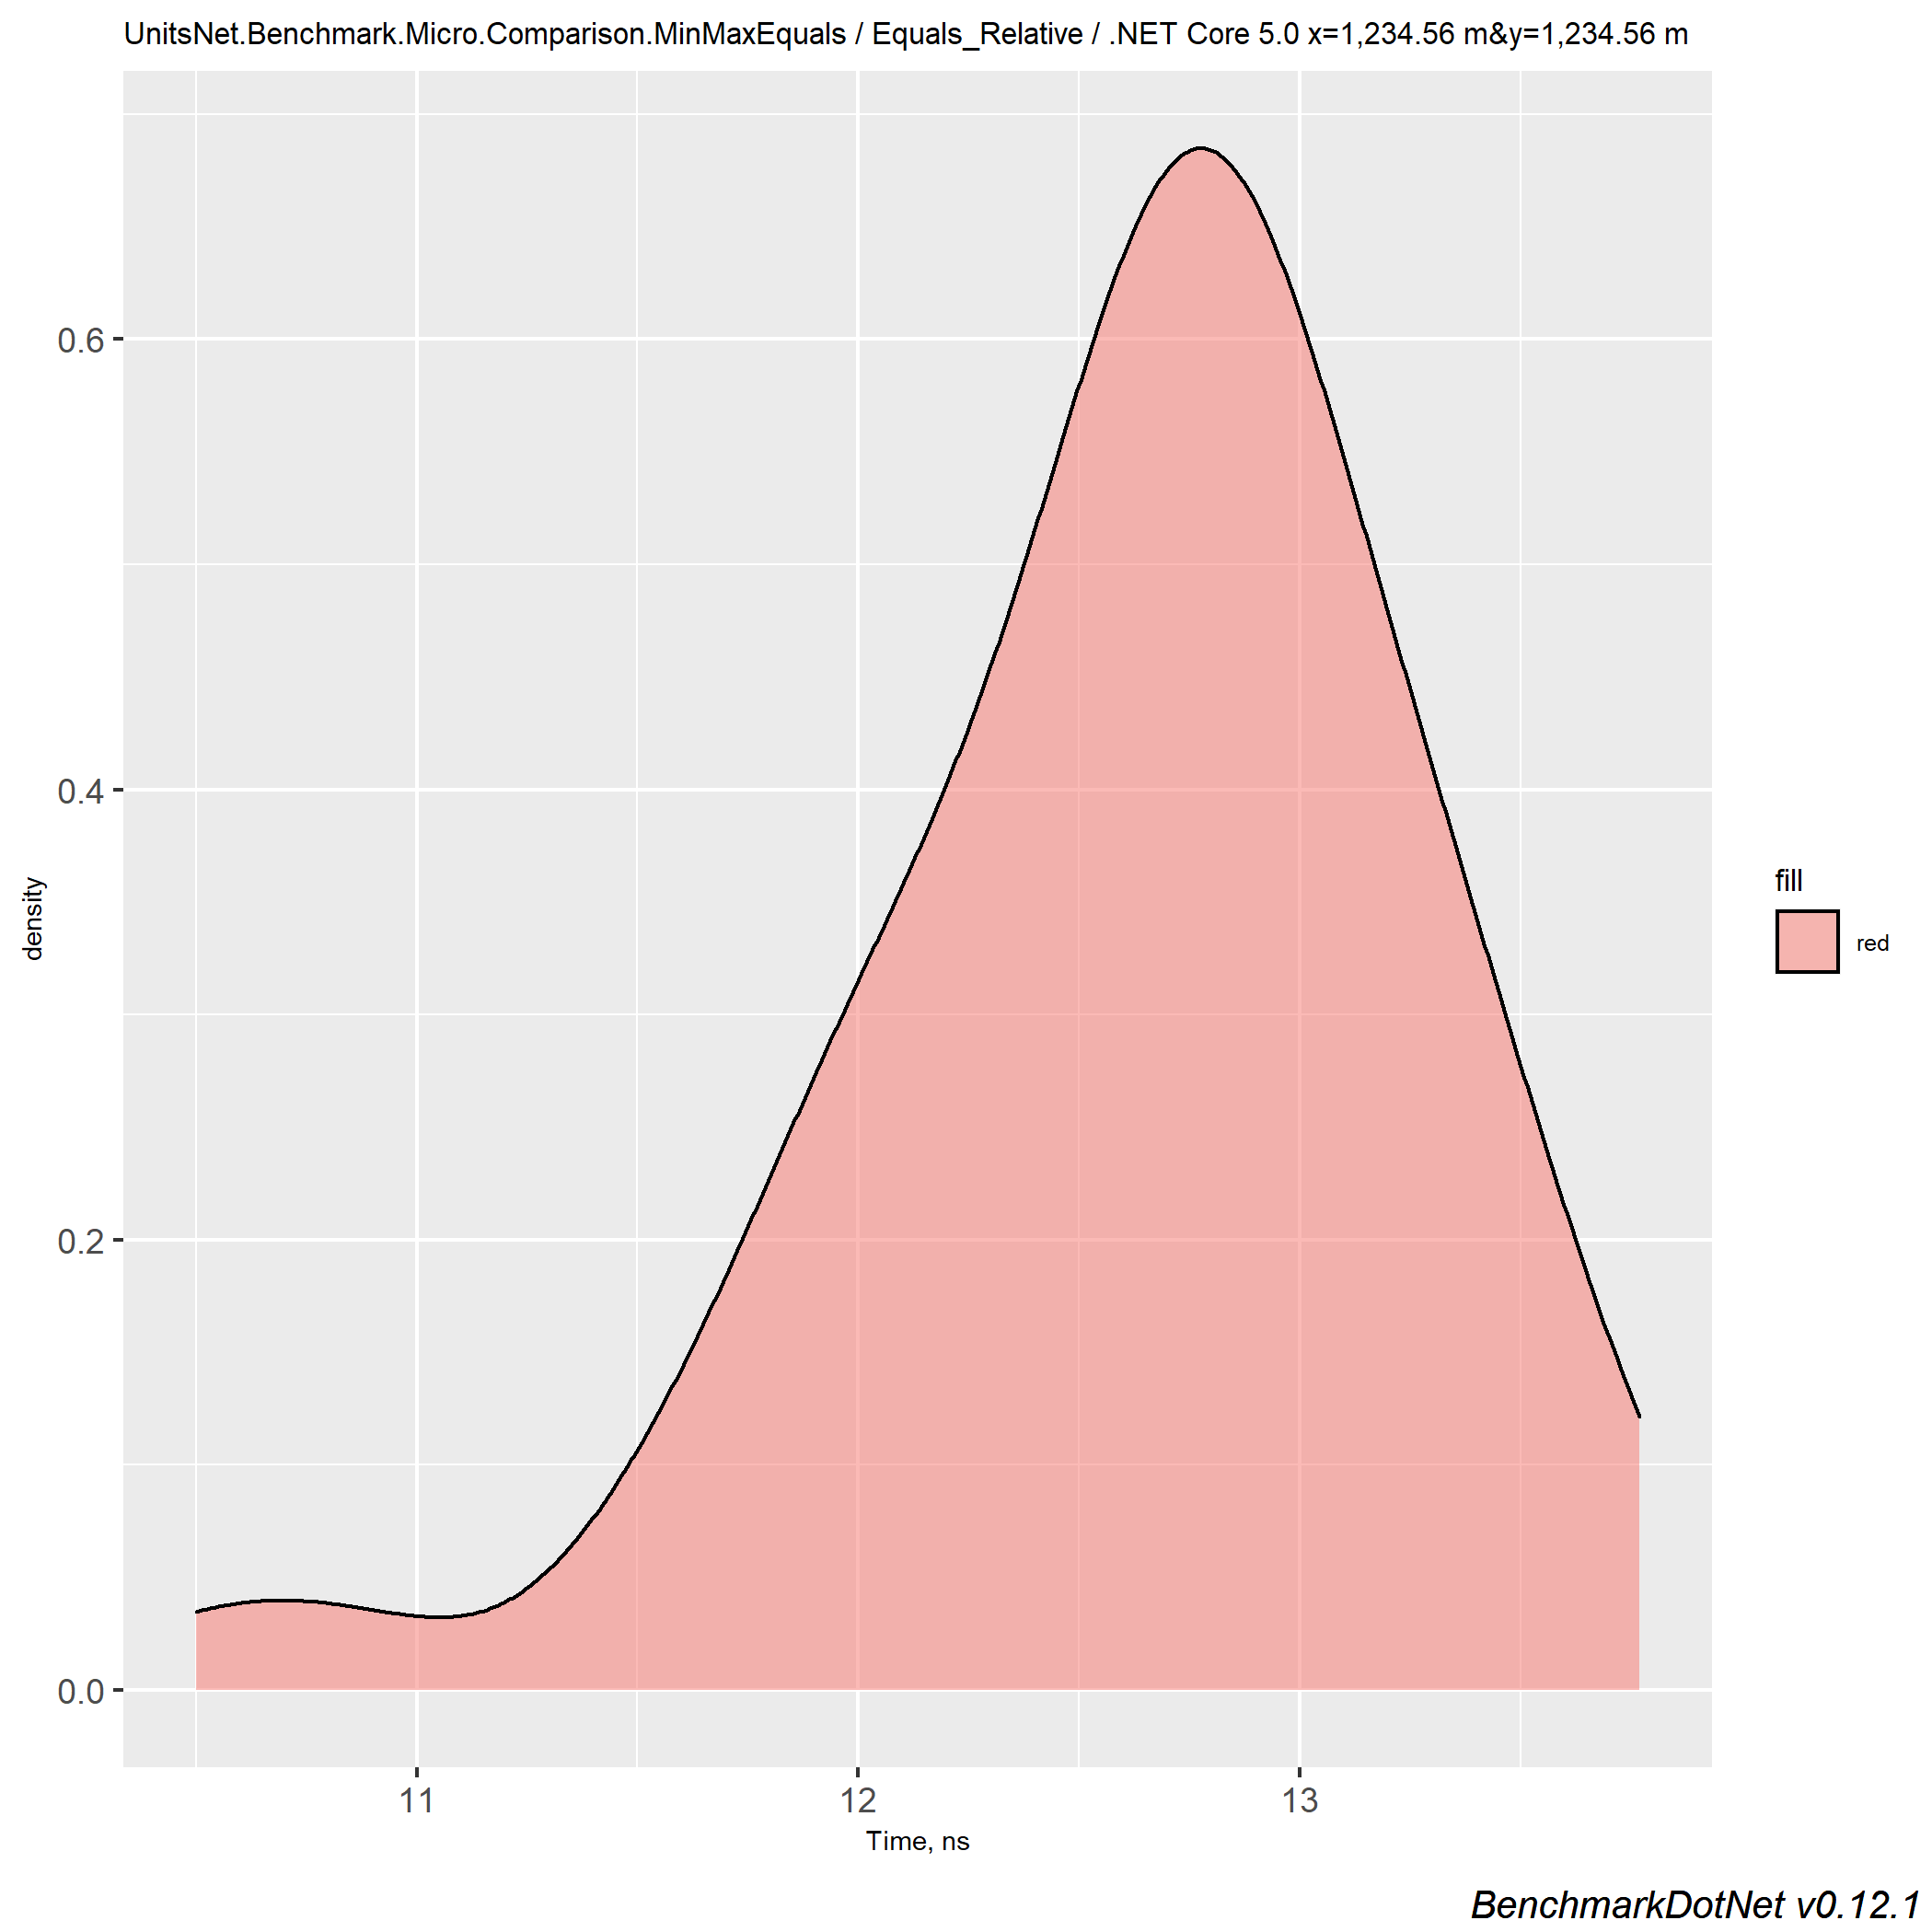 UnitsNet.Benchmark.Micro.Comparison.MinMaxEquals / Equals_Relative / .NET Core 5.0 x=1,234.56 m&y=1,234.56 m
0.6
0.4
0.2
0.0
density
11 12 13
Time, ns
fill
red
BenchmarkDotNet v0.12.1